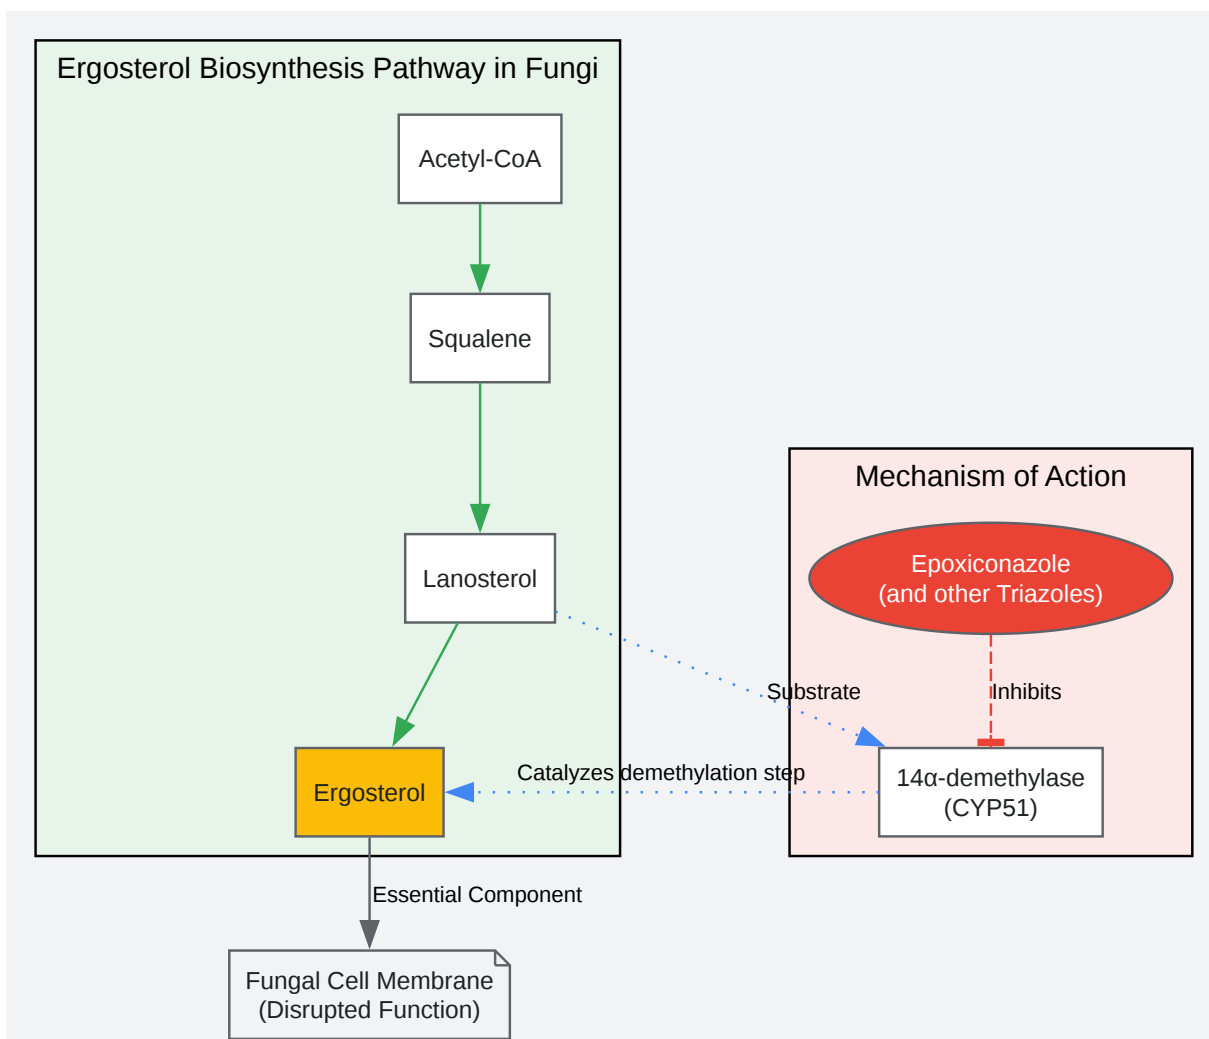 Ergosterol Biosynthesis Pathway in Fungi
Acetyl-CoA
Squalene
Lanosterol
Ergosterol
Mechanism of Action
Epoxiconazole
(and other Triazoles)
Substrate
Inhibits
14α-demethylase
(CYP51)
Catalyzes demethylation step
Essential Component
Fungal Cell Membrane
(Disrupted Function)